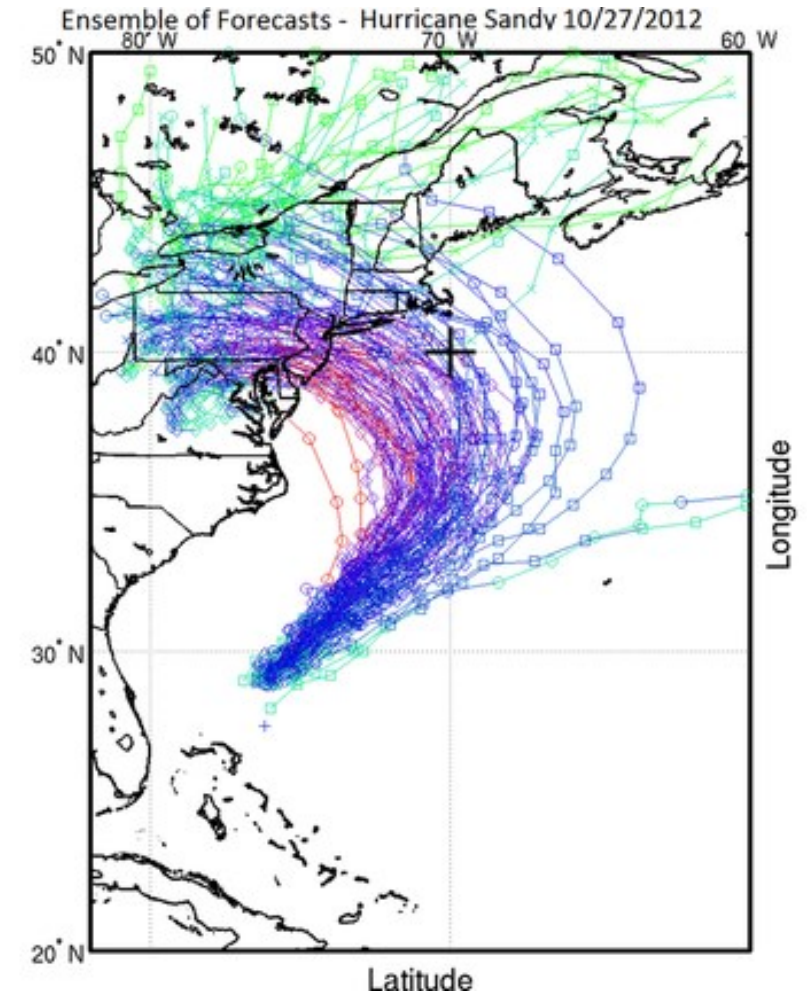 Ensemble of Forecasts - Hurricane Sandy 10/27/2012
80° W 70° W 60 W
50° N
40° N
Longitude
30° N
20° N
Latitude